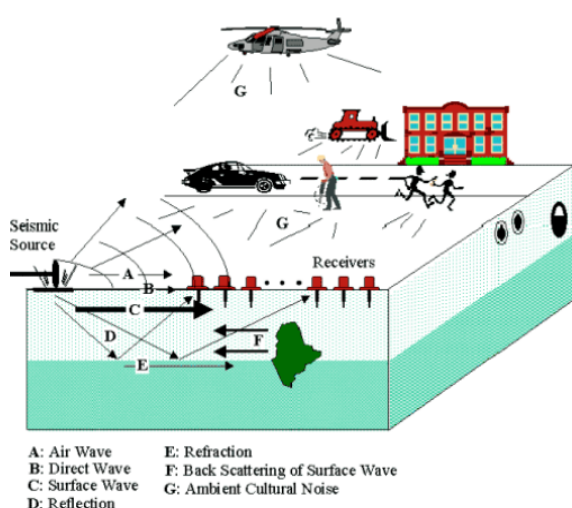 G
Seismic
Source
G
A
Receivers
B
C
D
F
E
A: Air Wave
B: Direct Wave
C: Surface Wave
D: Reflection
E: Refraction
F: Back Scattering of Surface Wave
G: Ambient Cultural Noise